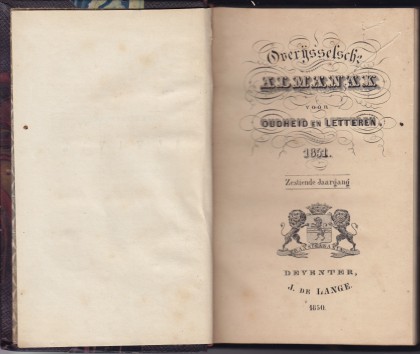 Overijsselsche
ALMANAK
VOOR
OUDHEID EN LETTEREN,
1851.
Zestiende Jaargang
DEVENTER,
J. DE LANGE.
1850.